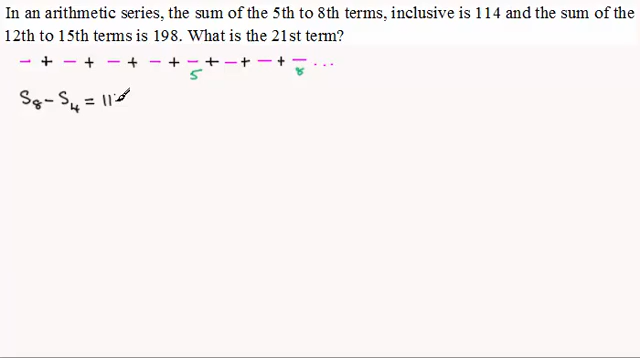 In an arithmetic series, the sum of the 5th to 8th terms, inclusive is 114 and the sum of the
12th to 15th terms is 198. What is the 21st term?
_ + _ + _ + _ + _ + _ + _ + _ ...
5 8
S₈ - S₄ = 11